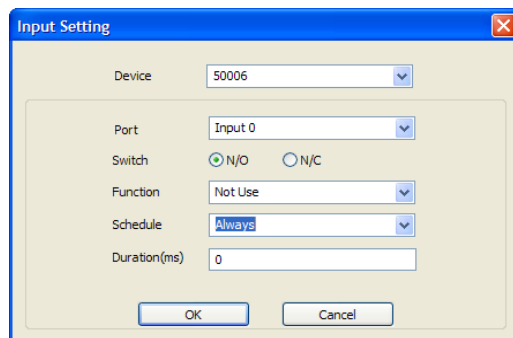 Input Setting
Device 50006
Port Input 0
Switch N/O N/C
Function Not Use
Schedule Always
Duration(ms) 0
OK Cancel